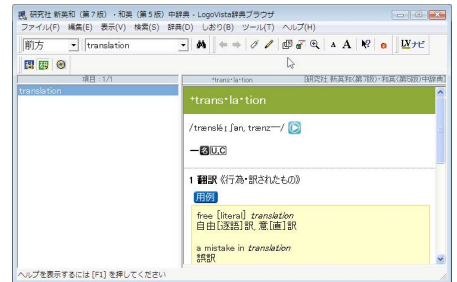 研究社 新英和（第7版）・和英（第5版）中辞典 - LogoVista辞典ブラウザ
ファイル(F) 編集(E) 表示(V) 検索(S) 辞典(D) しおり(B) ツール(T) ヘルプ(H)
前方 translation
A A LVナビ
項目：1/1
*trans･la･tion [研究社 新英和(第7版)・和英(第5版)中辞典]
translation
*trans･la･tion
/trænsléɪʃən, trænz―/
―名U,C
1 翻訳《行為・訳されたもの》
用例
free [literal] translation
自由[逐語]訳, 意[直]訳
a mistake in translation
誤訳
ヘルプを表示するには [F1] を押してください